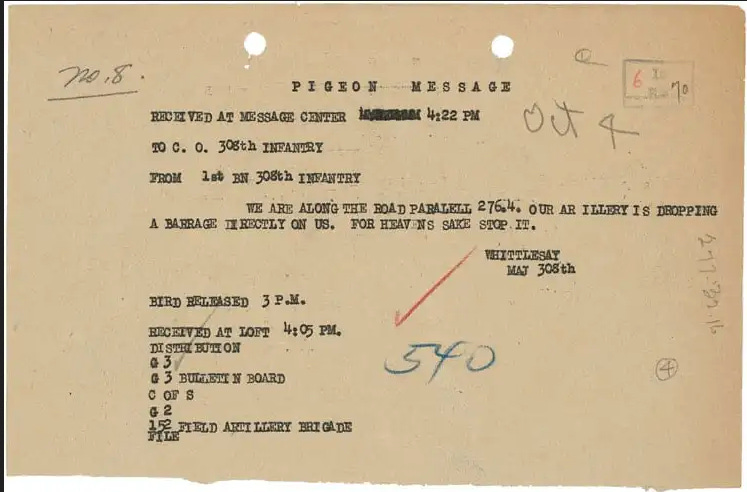 no. 8.
PIGEON MESSAGE
6
70
RECEIVED AT MESSAGE CENTER 4:22 PM
Oct 4
TO C. O. 308th INFANTRY
FROM 1st BN 308th INFANTRY
WE ARE ALONG THE ROAD PARALELL 276.4. OUR AR ILLERY IS DROPPING
A BARRAGE DIRECTLY ON US. FOR HEAVENS SAKE STOP IT.
WHITTLESAY
MAJ 308th
BIRD RELEASED 3 P.M.
RECEIVED AT LOFT 4:05 PM.
DISTRIBUTION
G 3
G 3 BULLETIN BOARD
C OF S
G 2
152 FIELD ARTILLERY BRIGADE
FILE
540
4